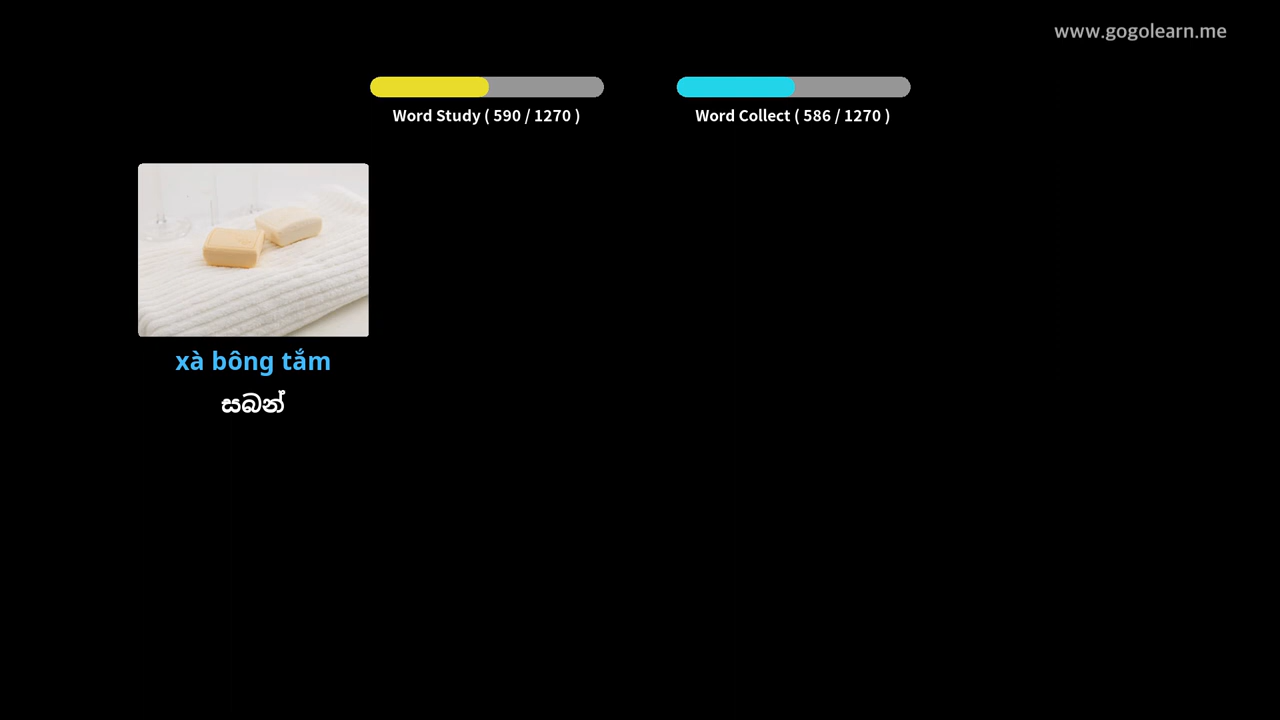 www.gogolearn.me
Word Study ( 590 / 1270 )
Word Collect ( 586 / 1270 )
xà bông tắm
සබන්